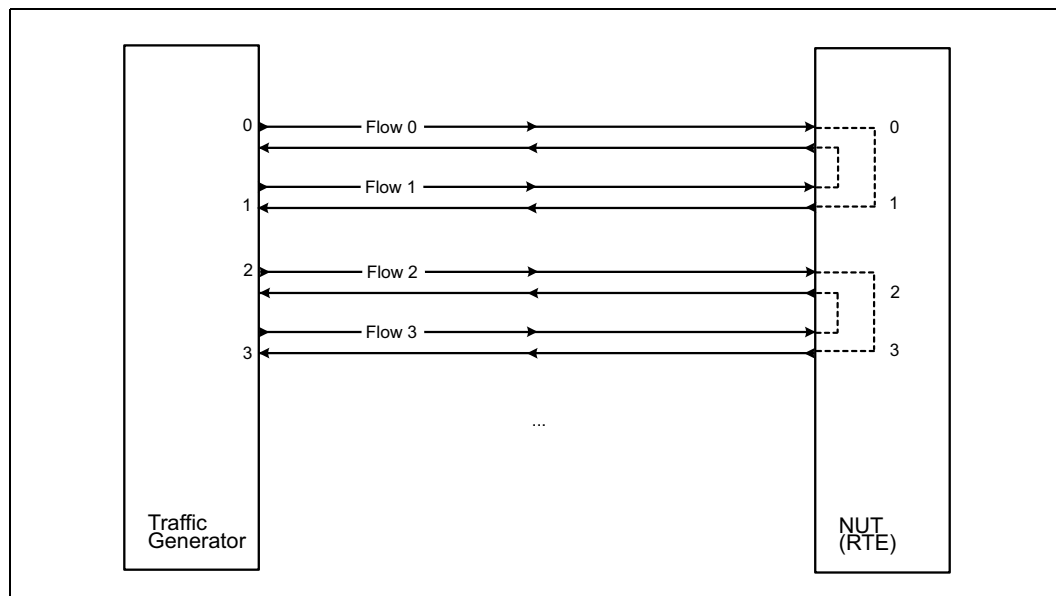 0
Flow 0
0
Flow 1
1
1
2
Flow 2
2
Flow 3
3
3
...
Traffic
Generator
NUT
(RTE)